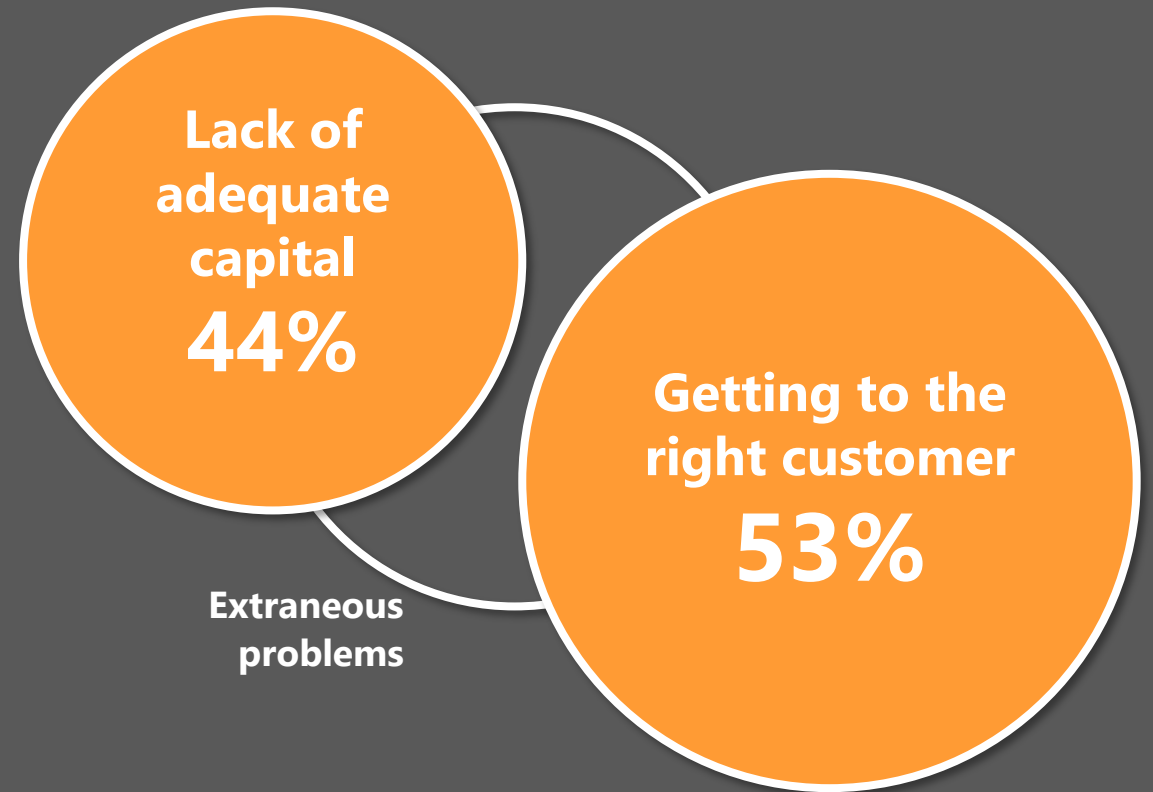 Lack of
adequate
capital
44%
Getting to the
right customer
53%
Extraneous
problems